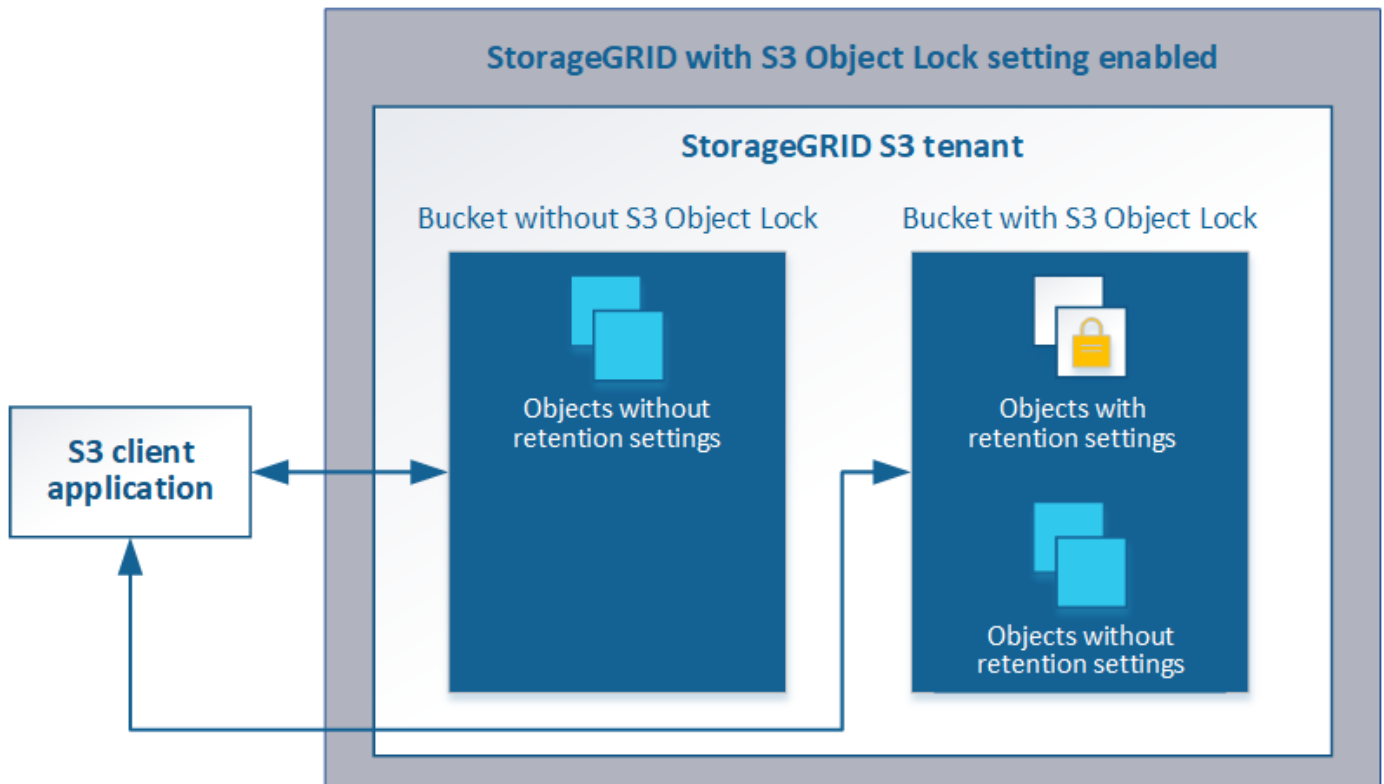 StorageGRID with S3 Object Lock setting enabled
StorageGRID S3 tenant
Bucket without S3 Object Lock
Bucket with S3 Object Lock
Objects without
retention settings
Objects with
retention settings
S3 client
application
Objects without
retention settings